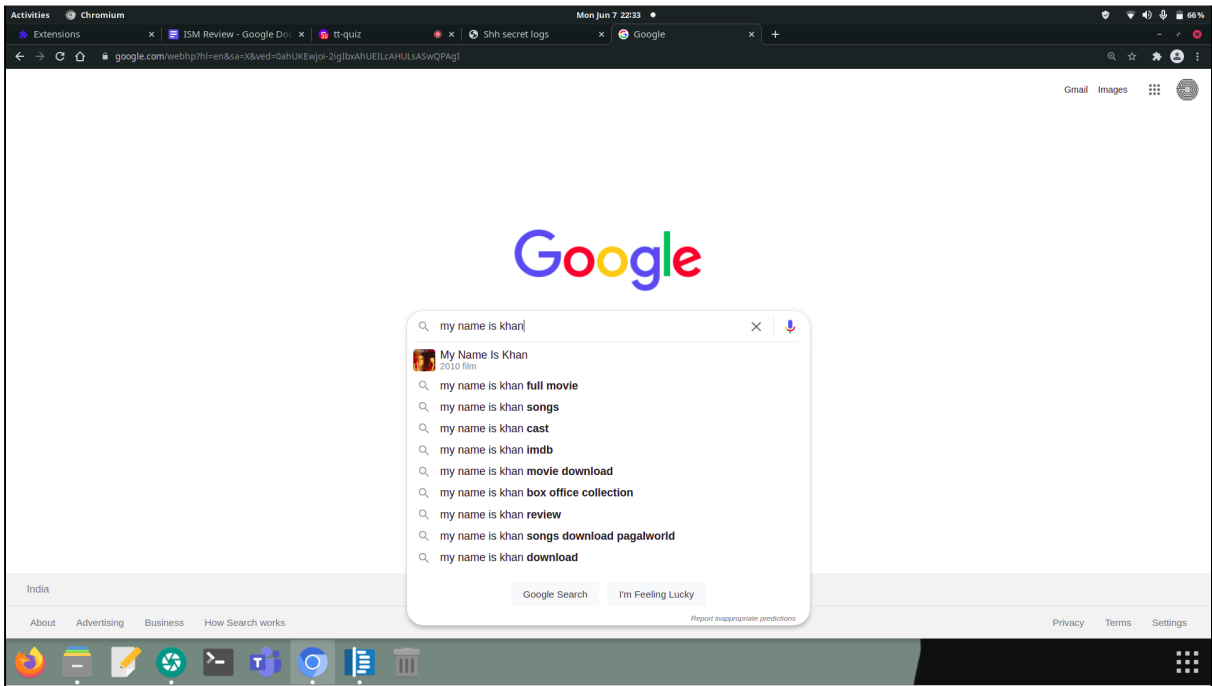 Activities Chromium Mon Jun 7 22:33 66%
Extensions ISM Review - Google Doc tt-quiz Shh secret logs Google
google.com/webhp?hl=en&sa=X&ved=0ahUKEwjoi-2igIbxAhUEILcAHULsASwQPAgI
Gmail Images
Google
my name is khan
My Name Is Khan
2010 film
my name is khan full movie
my name is khan songs
my name is khan cast
my name is khan imdb
my name is khan movie download
my name is khan box office collection
my name is khan review
my name is khan songs download pagalworld
my name is khan download
Google Search I'm Feeling Lucky
Report inappropriate predictions
India
About Advertising Business How Search works Privacy Terms Settings